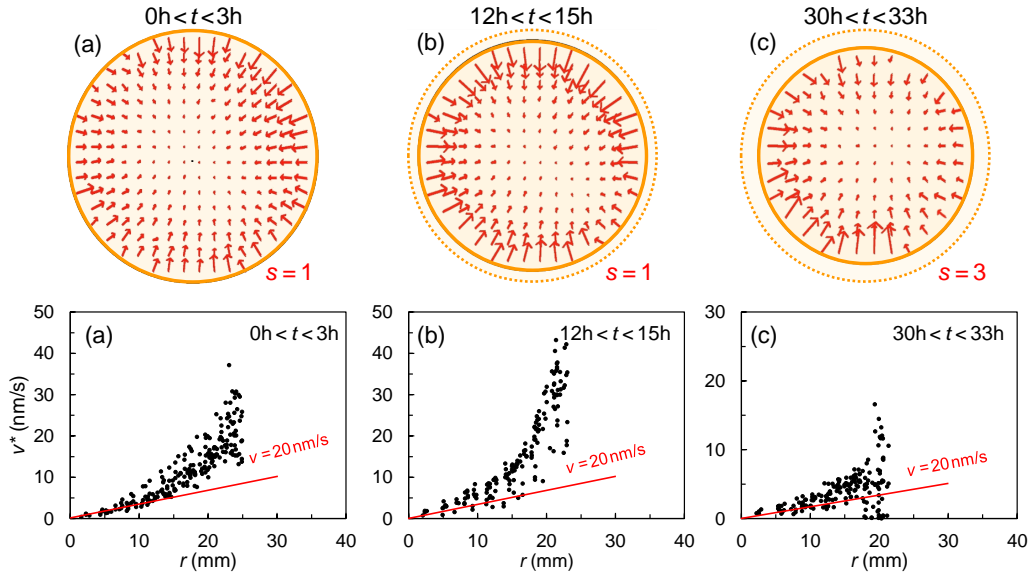 0h< t < 3h
12h< t < 15h
30h< t < 33h
(a)
(b)
(c)
s = 1
s = 1
s = 3
(a)
0h< t < 3h
v = 20 nm/s
v* (nm/s)
50
40
30
20
10
0
0
10
20
30
40
r (mm)
(b)
12h< t < 15h
v = 20 nm/s
50
40
30
20
10
0
0
10
20
30
40
r (mm)
(c)
30h< t < 33h
v = 20 nm/s
30
20
10
0
0
10
20
30
40
r (mm)